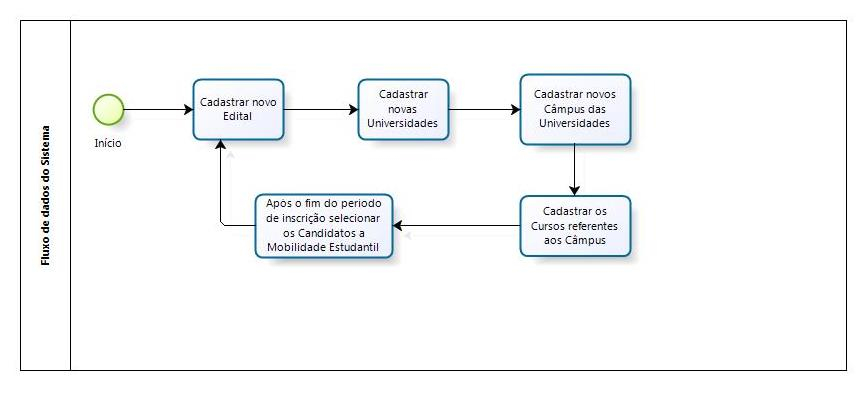 Fluxo de dados do Sistema
Início
Cadastrar novo
Edital
Cadastrar
novas
Universidades
Cadastrar novos
Câmpus das
Universidades
Cadastrar os
Cursos referentes
aos Câmpus
Após o fim do periodo
de inscrição selecionar
os Candidatos a
Mobilidade Estudantil